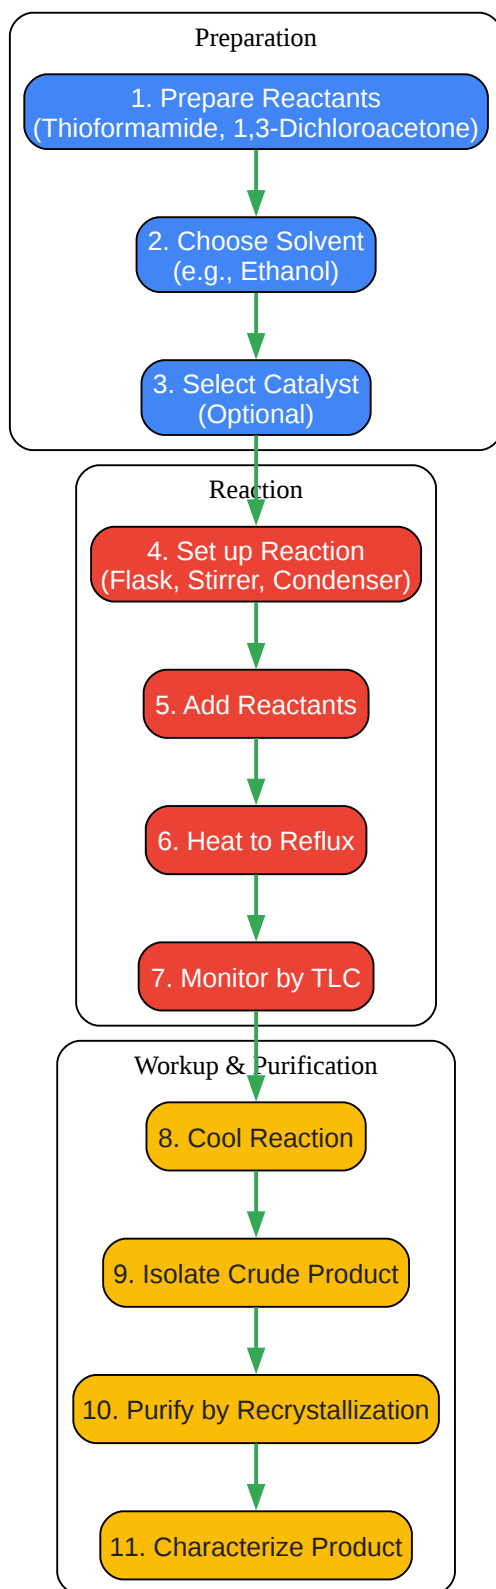 Preparation
1. Prepare Reactants
(Thioformamide, 1,3-Dichloroacetone)
2. Choose Solvent
(e.g., Ethanol)
3. Select Catalyst
(Optional)
Reaction
4. Set up Reaction
(Flask, Stirrer, Condenser)
5. Add Reactants
6. Heat to Reflux
7. Monitor by TLC
Workup & Purification
8. Cool Reaction
9. Isolate Crude Product
10. Purify by Recrystallization
11. Characterize Product